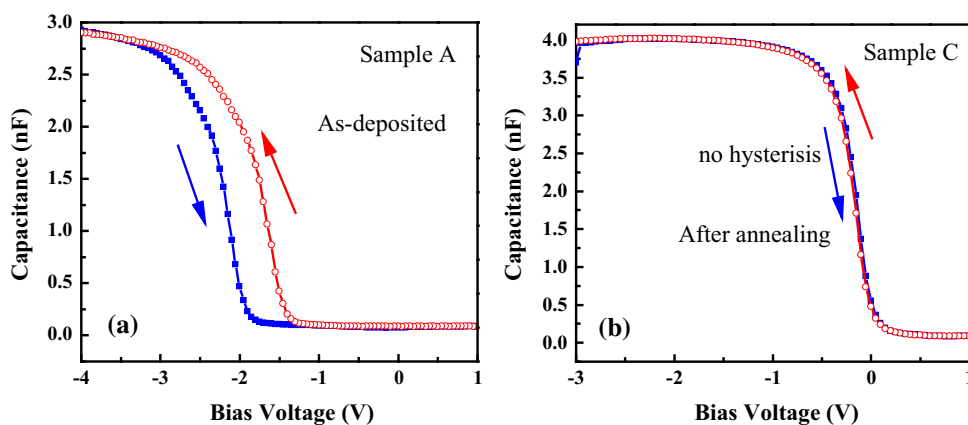 3.0
2.5
2.0
1.5
1.0
0.5
0.0
Capacitance (nF)
Sample A
As-deposited
(a)
-4 -3 -2 -1 0 1
Bias Voltage (V)
4.0
3.5
3.0
2.5
2.0
1.5
1.0
0.5
0.0
Capacitance (nF)
Sample C
no hysterisis
After annealing
(b)
-3 -2 -1 0 1
Bias Voltage (V)